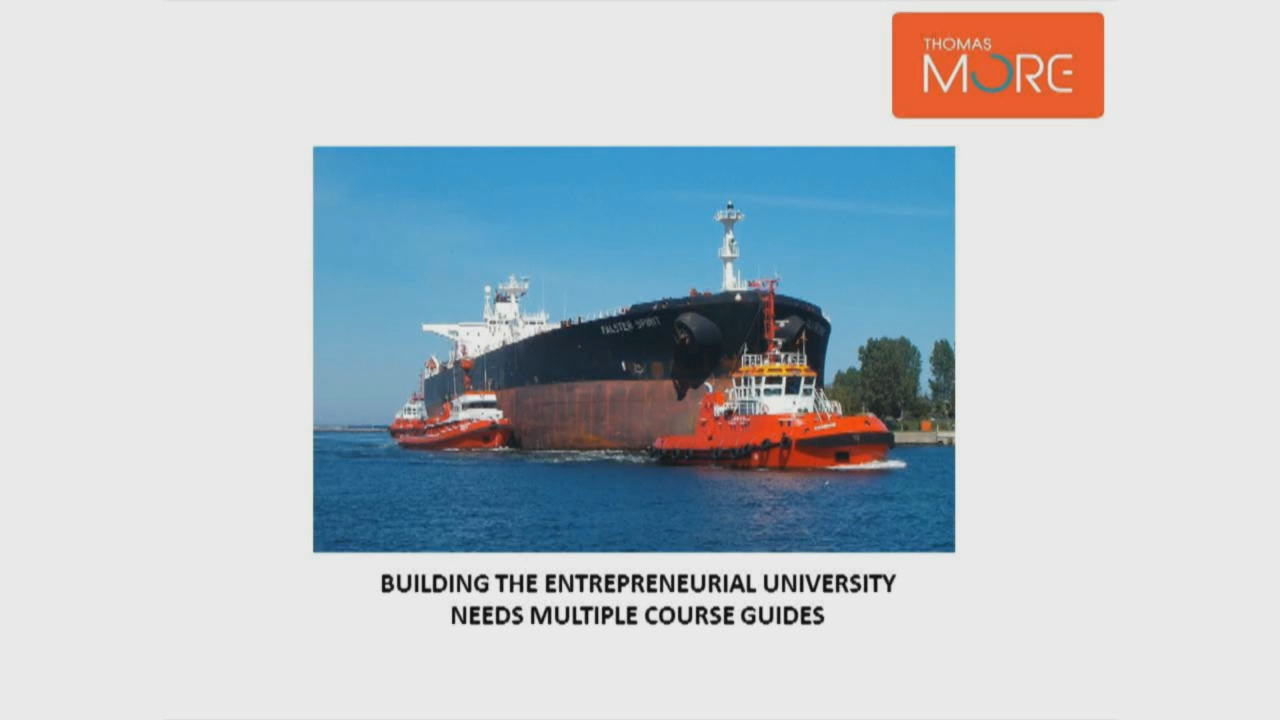 THOMAS
MORE
FALSTER SPIRIT
BUILDING THE ENTREPRENEURIAL UNIVERSITY
NEEDS MULTIPLE COURSE GUIDES